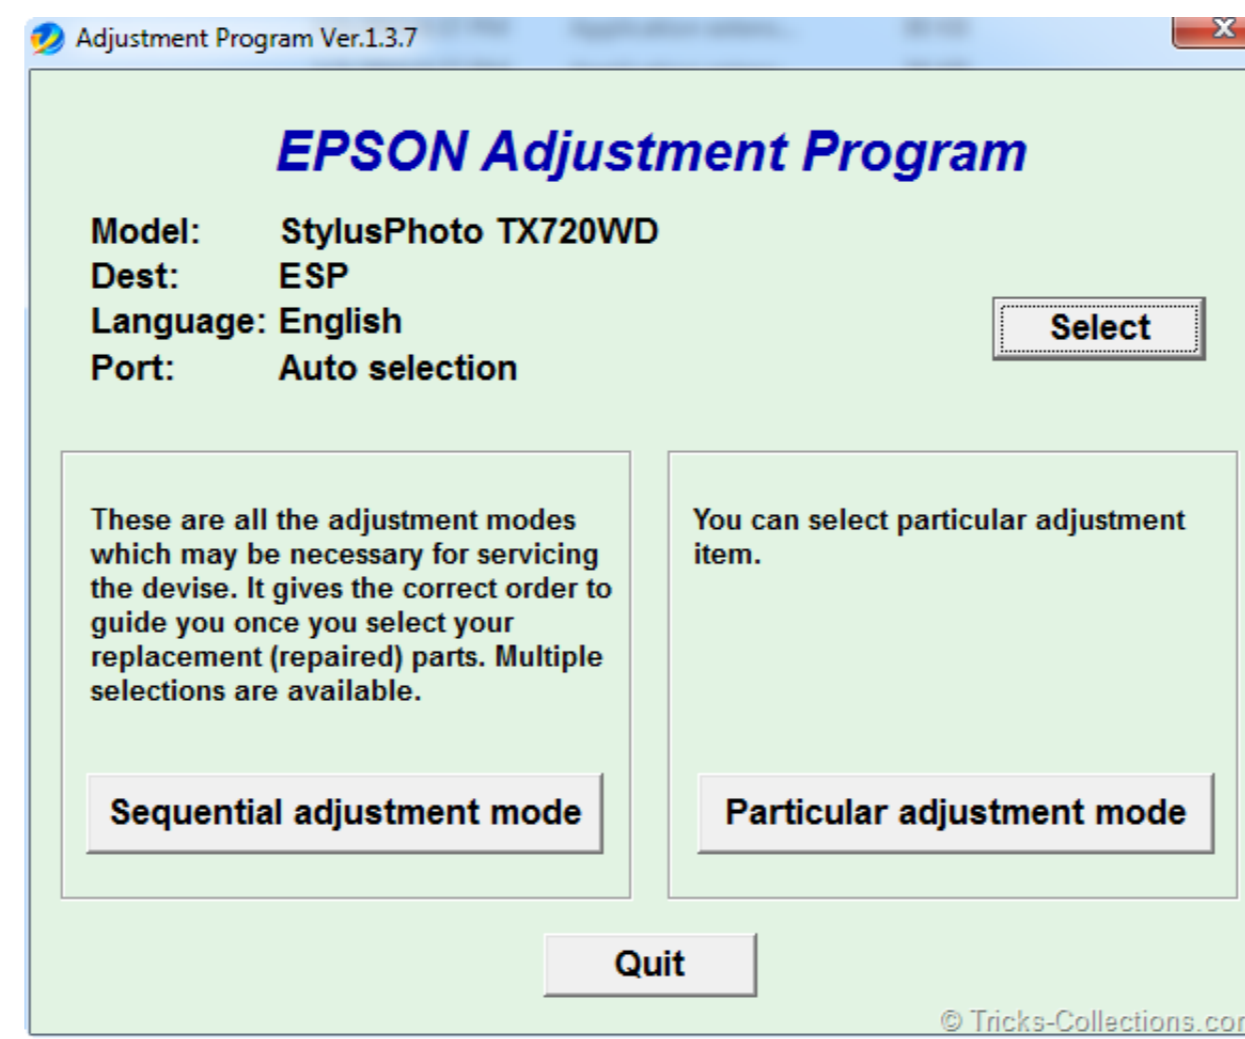 Adjustment Program Ver.1.3.7
X
EPSON Adjustment Program
Model: StylusPhoto TX720WD
Dest: ESP
Language: English
Port: Auto selection
Select
These are all the adjustment modes
which may be necessary for servicing
the devise. It gives the correct order to
guide you once you select your
replacement (repaired) parts. Multiple
selections are available.
Sequential adjustment mode
You can select particular adjustment
item.
Particular adjustment mode
Quit
© Tricks-Collections.com